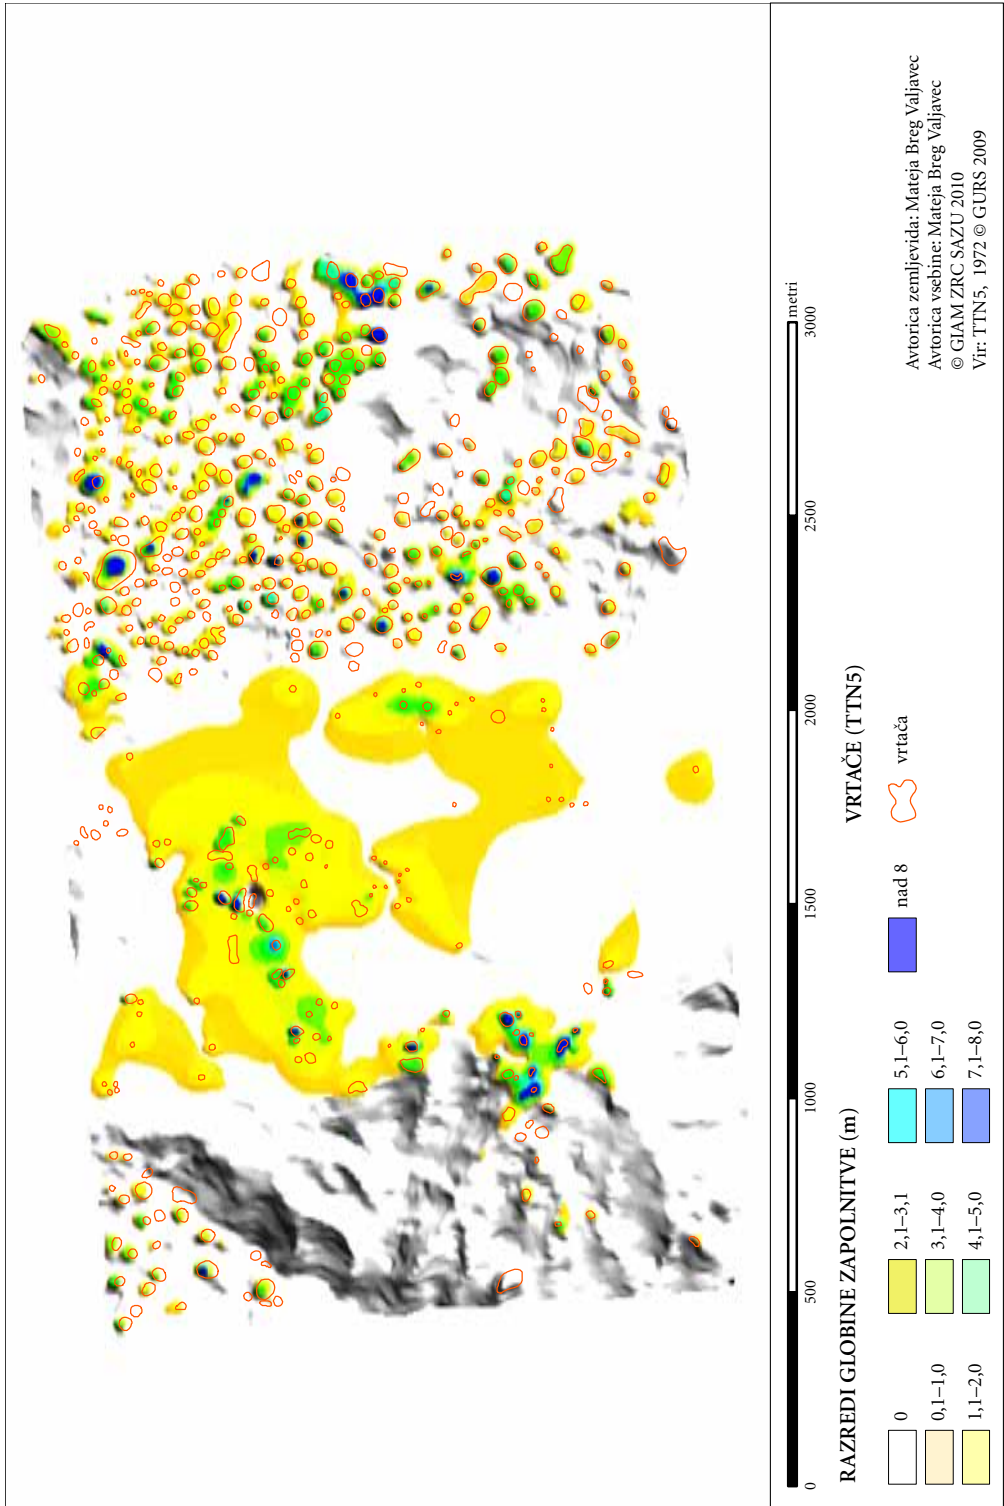 0
500
1000
1500
2000
2500
3000
metri
RAZREDI GLOBINE ZAPOLNITVE (m)
0
0,1–1,0
1,1–2,0
2,1–3,1
3,1–4,0
4,1–5,0
5,1–6,0
6,1–7,0
7,1–8,0
nad 8
VRTAČE (TTN5)
vrtača
Avtorica zemljevida: Mateja Breg Valjavec
Avtorica vsebine: Mateja Breg Valjavec
© GIAM ZRC SAZU 2010
Vir: TTN5, 1972 © GURS 2009